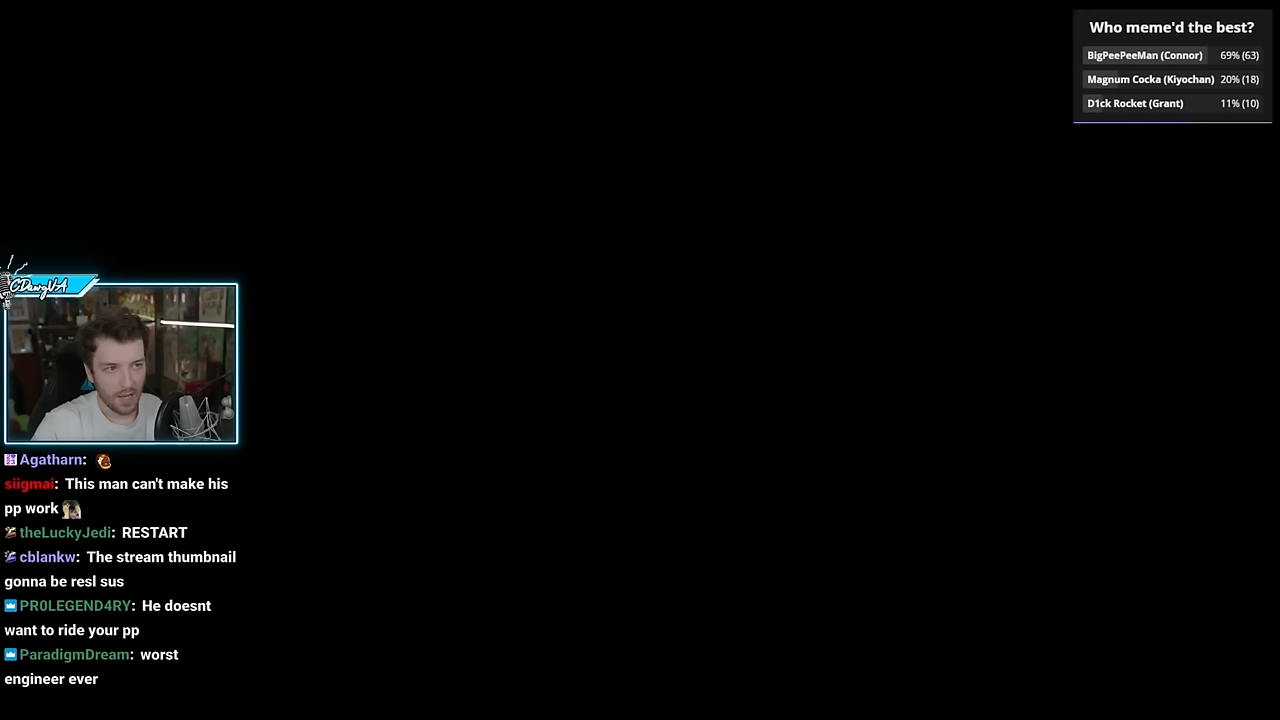 Who meme'd the best?
BigPeePeeMan (Connor) 69% (63)
Magnum Cocka (Kiyochan) 20% (18)
D1ck Rocket (Grant) 11% (10)
CDawgVA
Agatharn:
siigmai: This man can't make his
pp work
theLuckyJedi: RESTART
cblankw: The stream thumbnail
gonna be resl sus
PR0LEGEND4RY: He doesnt
want to ride your pp
ParadigmDream: worst
engineer ever